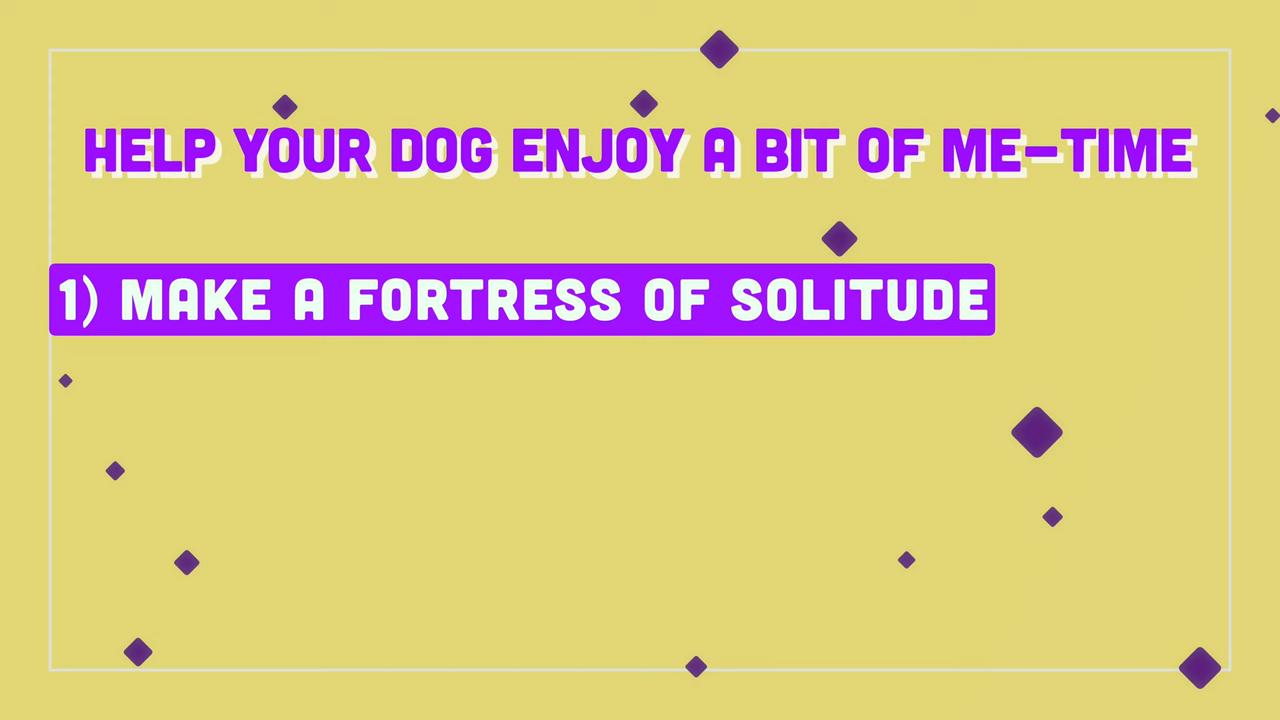 HELP YOUR DOG ENJOY A BIT OF ME-TIME
1) MAKE A FORTRESS OF SOLITUDE